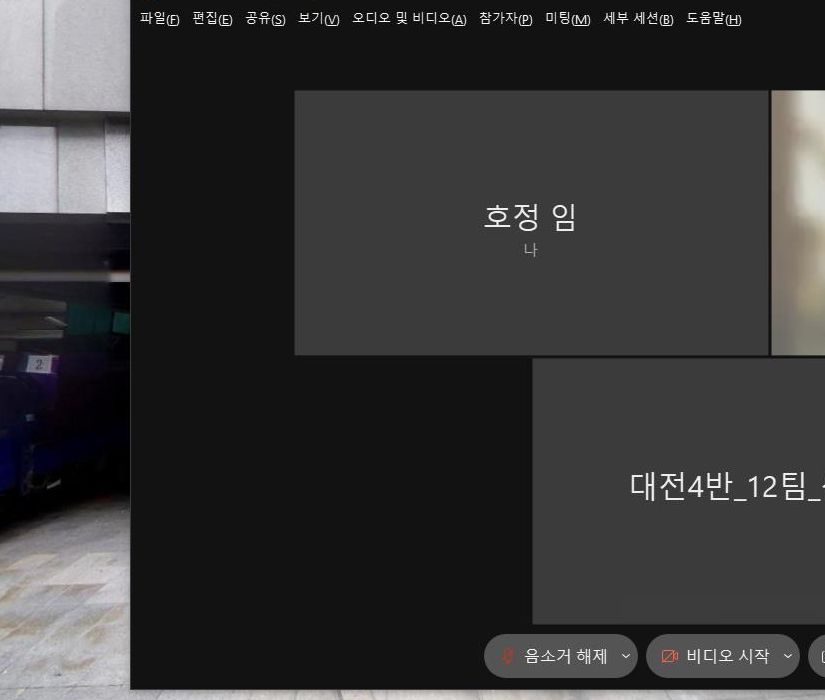 파일(F) 편집(E) 공유(S) 보기(V) 오디오 및 비디오(A) 참가자(P) 미팅(M) 세부 세션(B) 도움말(H)
호정 임
나
2
대전4반_12팀_
음소거 해제 비디오 시작